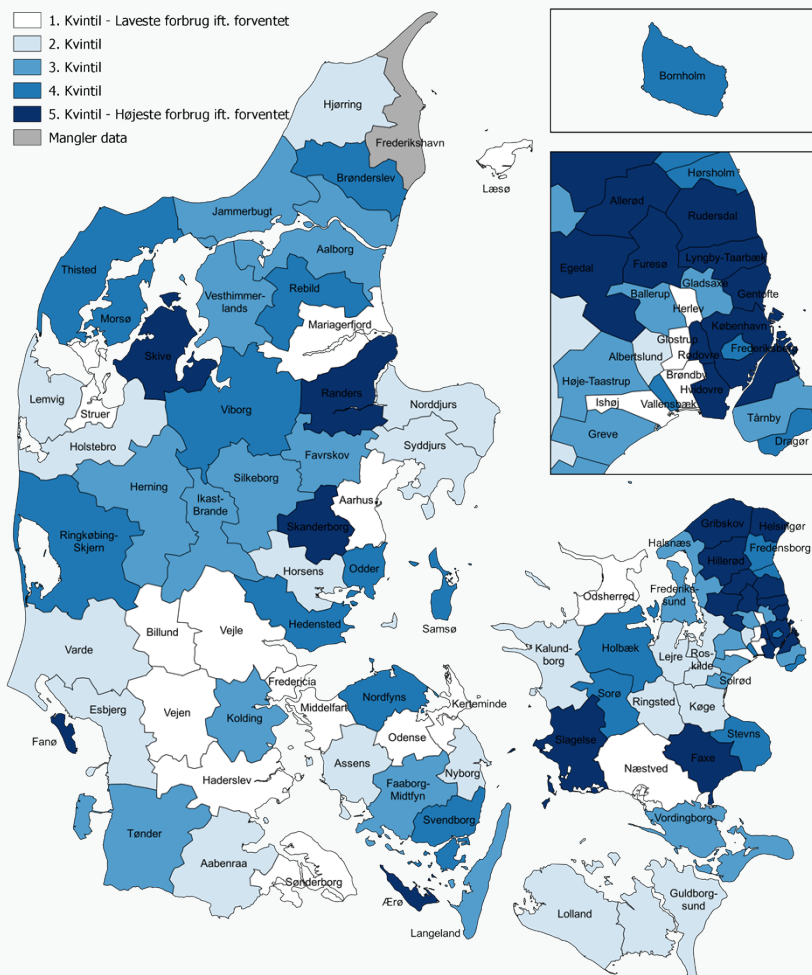 1. Kvintil - Laveste forbrug ift. forventet
2. Kvintil
3. Kvintil
4. Kvintil
5. Kvintil - Højeste forbrug ift. forventet
Mangler data
Hjørring
Frederikshavn
Brønderslev
Læsø
Jammerbugt
Aalborg
Thisted
Vesthimmer-
lands
Rebild
Morsø
Mariagerfjord
Skive
Randers
Lemvig
Struer
Viborg
Norddjurs
Holstebro
Syddjurs
Favrskov
Herning
Silkeborg
Ikast-
Brande
Aarhus
Skanderborg
Ringkøbing-
Skjern
Horsens
Odder
Hedensted
Samsø
Billund
Vejle
Varde
Fredericia
Esbjerg
Vejen
Kolding
Middelfart
Nordfyns
Kerteminde
Fanø
Odense
Haderslev
Assens
Nyborg
Faaborg-
Midtfyn
Tønder
Svendborg
Aabenraa
Sønderborg
Ærø
Langeland
Bornholm
Hørsholm
Allerød
Rudersdal
Egedal
Furesø
Lyngby-Taarbæk
Gladsaxe
Ballerup
Gentofte
Herlev
København
Glostrup
Frederiksberg
Albertslund
Rødovre
Høje-Taastrup
Brøndby
Hvidovre
Ishøj
Vallensbæk
Tårnby
Greve
Dragør
Gribskov
Helsingør
Halsnæs
Fredensborg
Hillerød
Odsherred
Frederiks-
sund
Kalund-
borg
Holbæk
Lejre
Ros-
kilde
Solrød
Sorø
Ringsted
Køge
Slagelse
Stevns
Næstved
Faxe
Vordingborg
Guldborg-
sund
Lolland